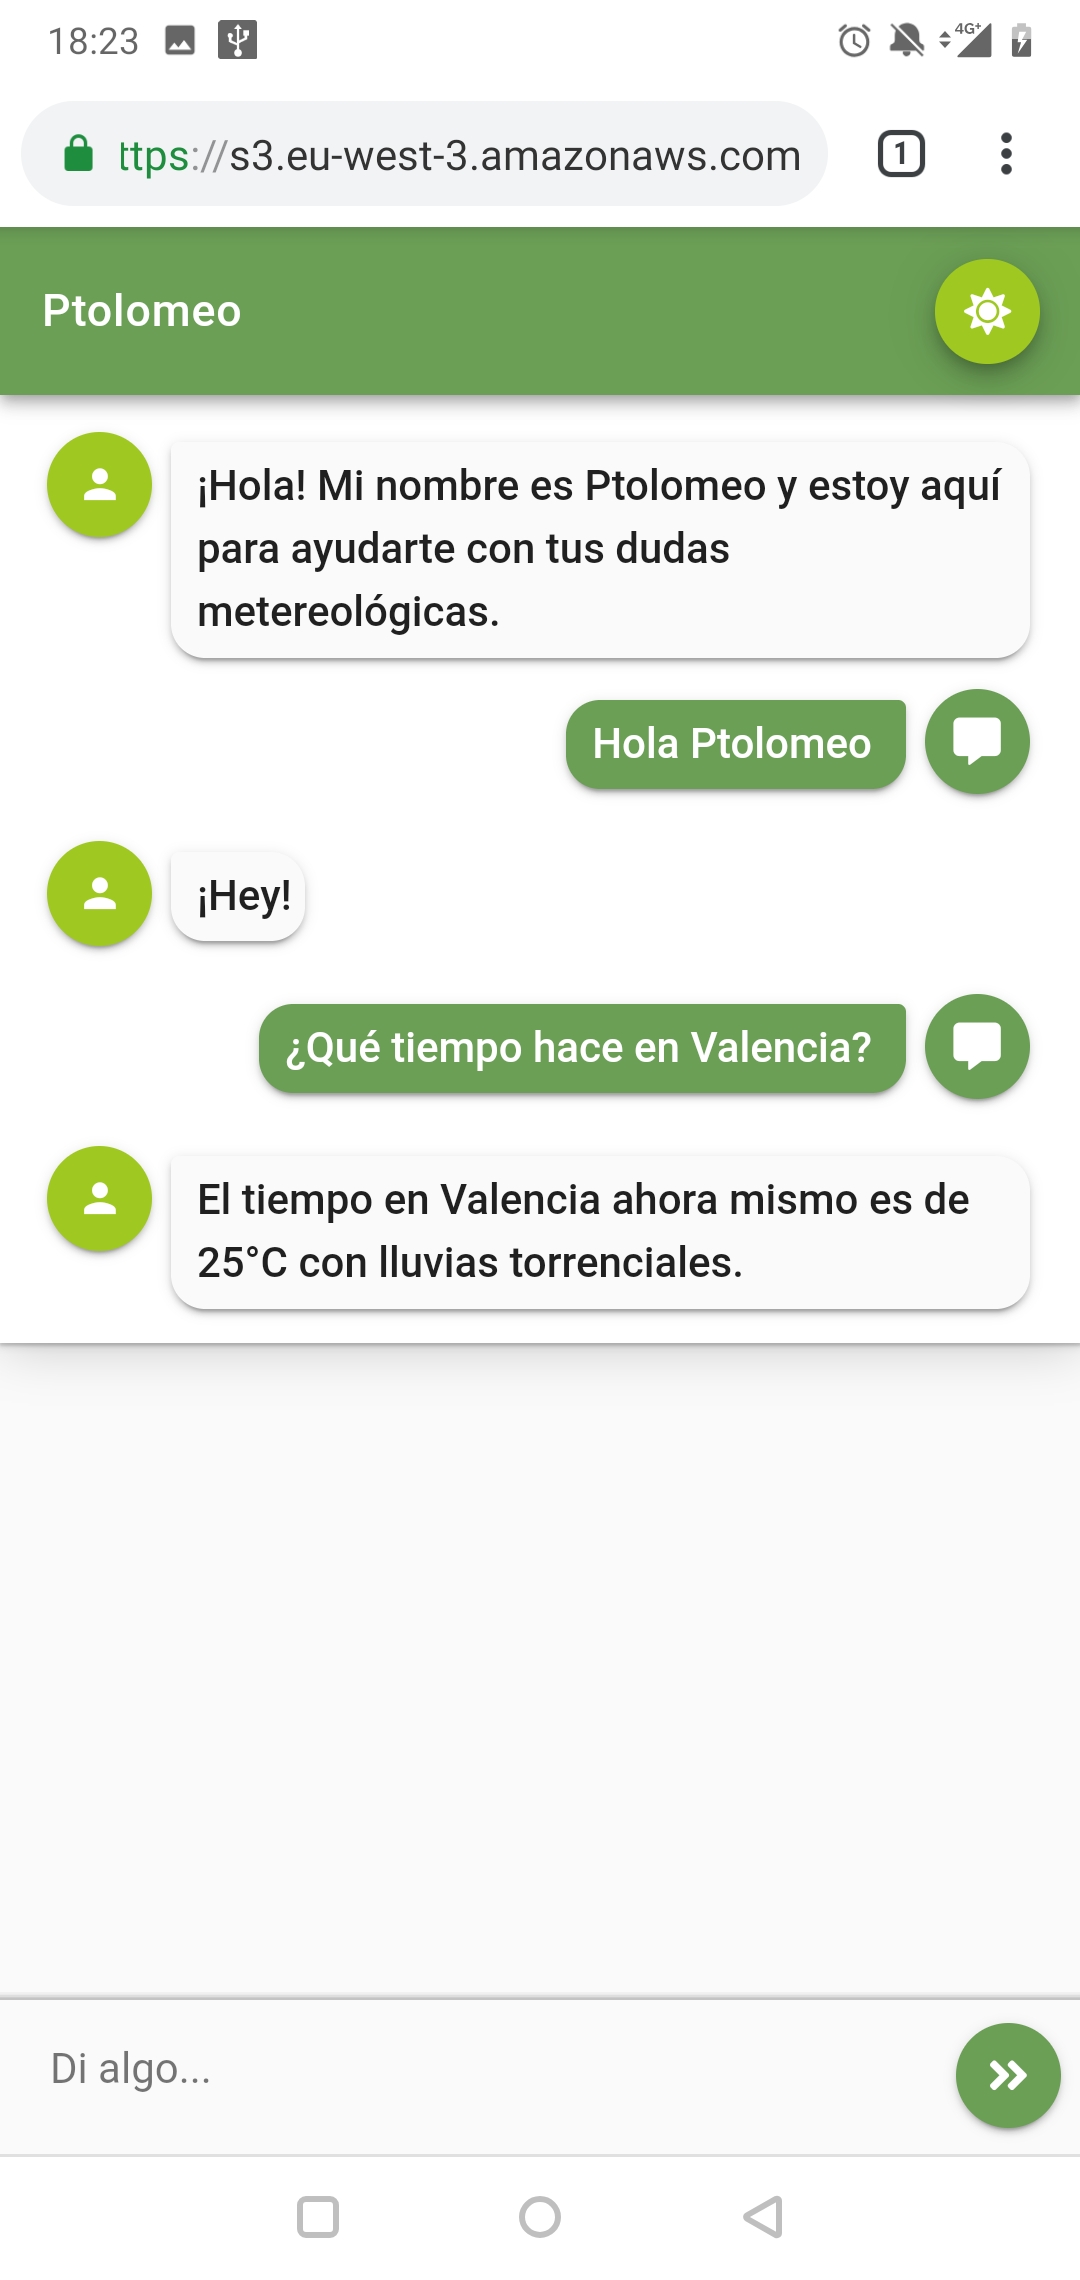 18:23
4G+
ttps://s3.eu-west-3.amazonaws.com
1
Ptolomeo
¡Hola! Mi nombre es Ptolomeo y estoy aquí
para ayudarte con tus dudas
metereológicas.
Hola Ptolomeo
¡Hey!
¿Qué tiempo hace en Valencia?
El tiempo en Valencia ahora mismo es de
25°C con lluvias torrenciales.
Di algo...